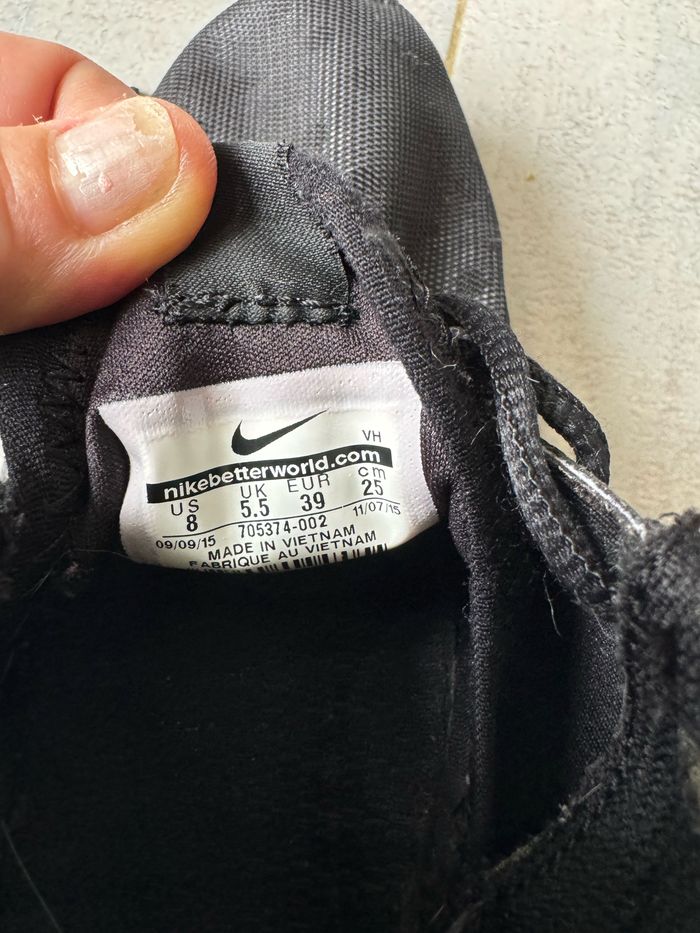 VH
nikebetterworld.com
US UK EUR cm
8 5.5 39 25
09/09/15 705374-002 11/07/15
MADE IN VIETNAM
FABRIQUE AU VIETNAM